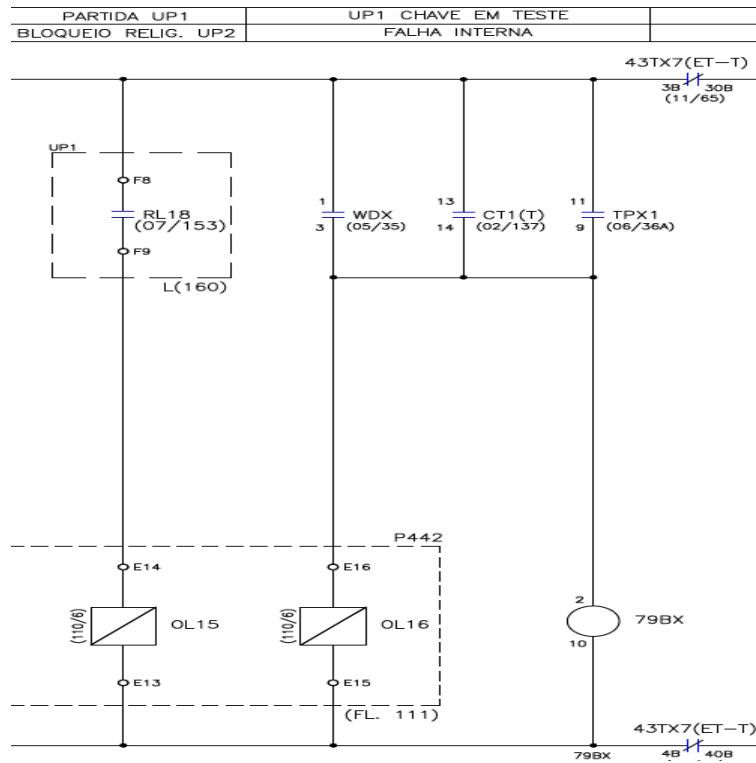 PARTIDA UP1
UP1 CHAVE EM TESTE
BLOQUEIO RELIG. UP2
FALHA INTERNA
43TX7(ET-T)
3B 30B
(11/65)
UP1
F8
RL18
(07/153)
F9
L(160)
1
WDX
3
(05/35)
13
CT1(T)
14
(02/137)
11
TPX1
9
(06/36A)
P442
E14
E16
(110/6)
OL15
(110/6)
OL16
2
79BX
10
E13
E15
(FL. 111)
43TX7(ET-T)
79BX
4B 40B